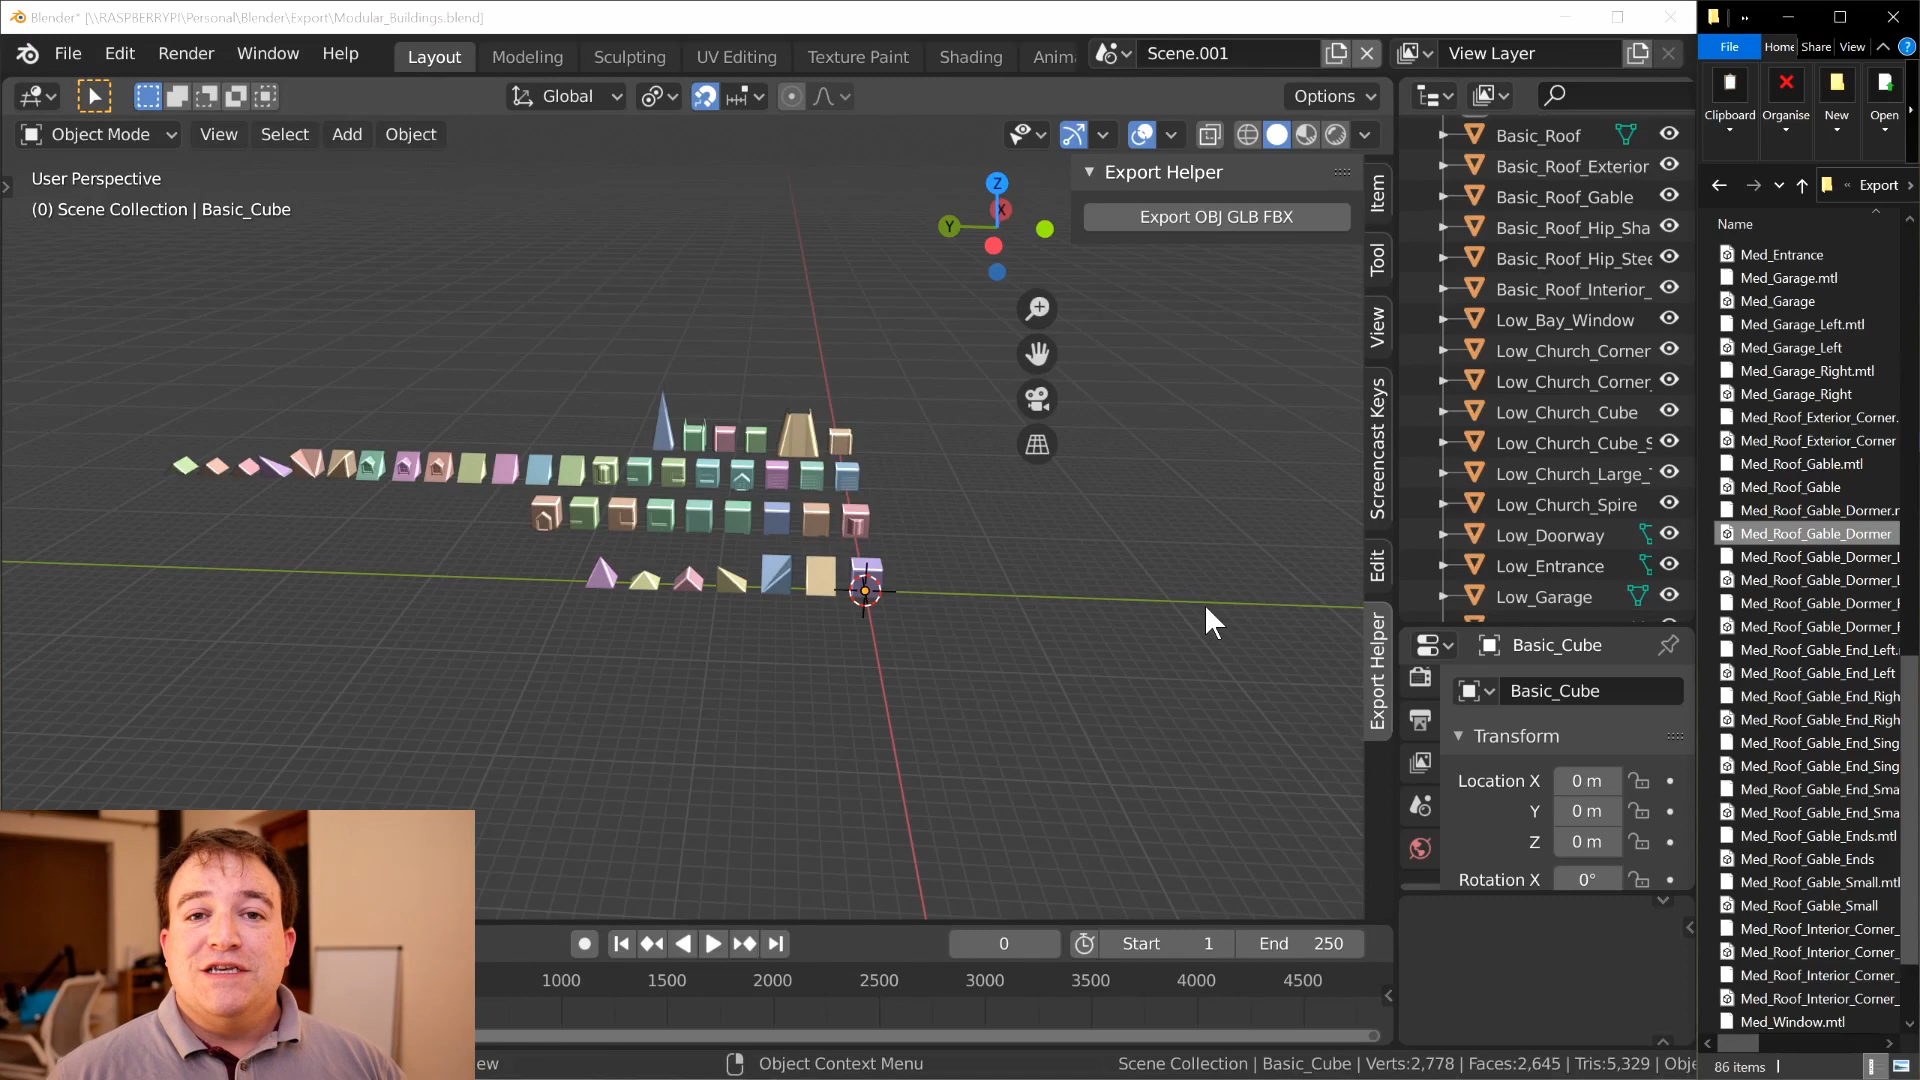 Blender* [\\RASPBERRYPI\Personal\Blender\Export\Modular_Buildings.blend]
File Edit Render Window Help
Layout Modeling Sculpting UV Editing Texture Paint Shading Anim
Scene.001
View Layer
Global
Options
Object Mode View Select Add Object
User Perspective
(0) Scene Collection | Basic_Cube
Z
X
Y
Export Helper
Export OBJ GLB FBX
Item
Tool
View
Screencast Keys
Edit
Export Helper
Basic_Roof
Basic_Roof_Exterior
Basic_Roof_Gable
Basic_Roof_Hip_Sha
Basic_Roof_Hip_Stee
Basic_Roof_Interior_
Low_Bay_Window
Low_Church_Corner
Low_Church_Corner_
Low_Church_Cube
Low_Church_Cube_S
Low_Church_Large_
Low_Church_Spire
Low_Doorway
Low_Entrance
Low_Garage
Basic_Cube
Basic_Cube
Transform
Location X 0 m
Y 0 m
Z 0 m
Rotation X 0°
0
Start 1
End 250
1000 1500 2000 2500 3000 3500 4000 4500
ew
Object Context Menu
Scene Collection | Basic_Cube | Verts:2,778 | Faces:2,645 | Tris:5,329 | Obje
File Home Share View
?
Clipboard Organise New Open
« Export
Name
Med_Entrance
Med_Garage.mtl
Med_Garage
Med_Garage_Left.mtl
Med_Garage_Left
Med_Garage_Right.mtl
Med_Garage_Right
Med_Roof_Exterior_Corner.
Med_Roof_Exterior_Corner
Med_Roof_Gable.mtl
Med_Roof_Gable
Med_Roof_Gable_Dormer.r
Med_Roof_Gable_Dormer
Med_Roof_Gable_Dormer_L
Med_Roof_Gable_Dormer_L
Med_Roof_Gable_Dormer_F
Med_Roof_Gable_Dormer_F
Med_Roof_Gable_End_Left.
Med_Roof_Gable_End_Left
Med_Roof_Gable_End_Righ
Med_Roof_Gable_End_Righ
Med_Roof_Gable_End_Sing
Med_Roof_Gable_End_Sing
Med_Roof_Gable_End_Sma
Med_Roof_Gable_End_Sma
Med_Roof_Gable_Ends.mtl
Med_Roof_Gable_Ends
Med_Roof_Gable_Small.mtl
Med_Roof_Gable_Small
Med_Roof_Interior_Corner_
Med_Roof_Interior_Corner_
Med_Roof_Interior_Corner_
Med_Roof_Interior_Corner_
Med_Window.mtl
86 items